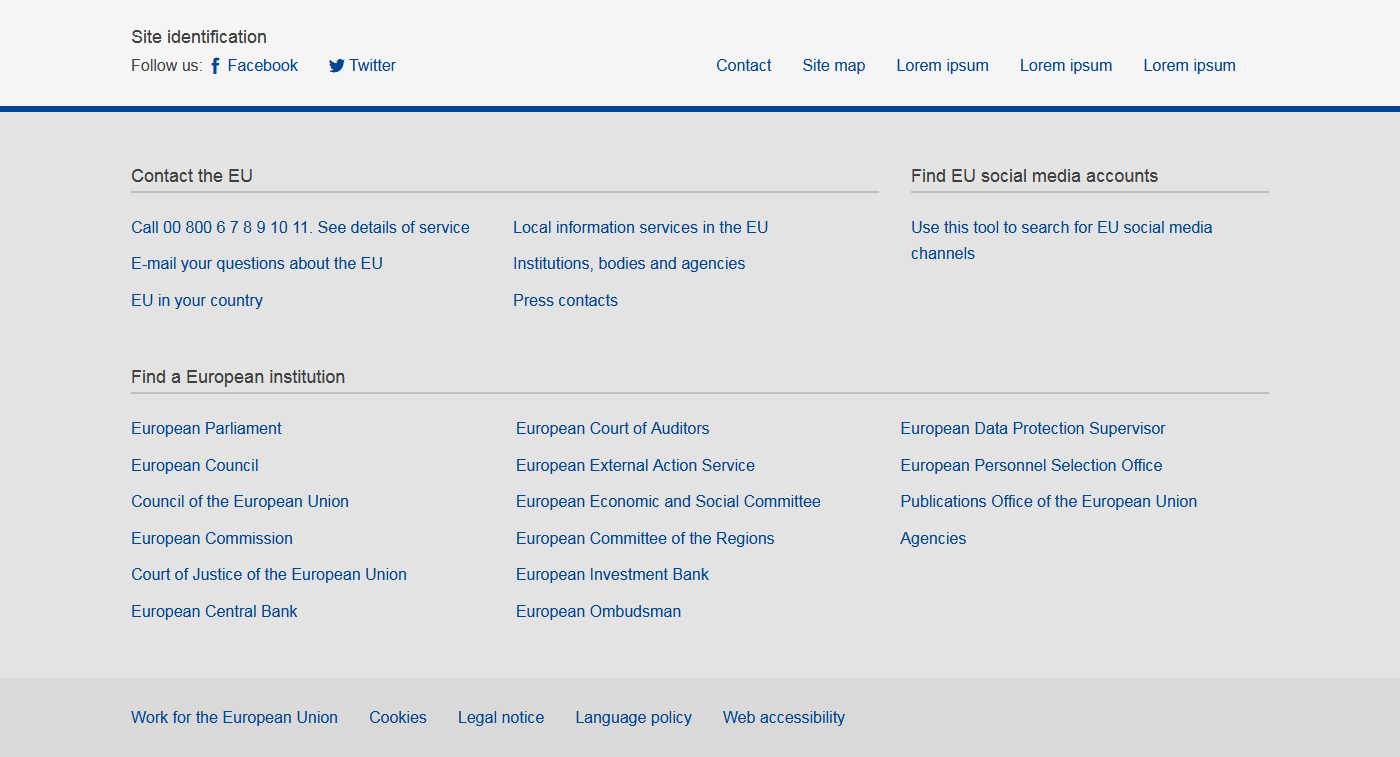 Site identification
Follow us: Facebook Twitter
Contact Site map Lorem ipsum Lorem ipsum Lorem ipsum
Contact the EU
Call 00 800 6 7 8 9 10 11. See details of service
E-mail your questions about the EU
EU in your country
Local information services in the EU
Institutions, bodies and agencies
Press contacts
Find EU social media accounts
Use this tool to search for EU social media
channels
Find a European institution
European Parliament
European Council
Council of the European Union
European Commission
Court of Justice of the European Union
European Central Bank
European Court of Auditors
European External Action Service
European Economic and Social Committee
European Committee of the Regions
European Investment Bank
European Ombudsman
European Data Protection Supervisor
European Personnel Selection Office
Publications Office of the European Union
Agencies
Work for the European Union Cookies Legal notice Language policy Web accessibility